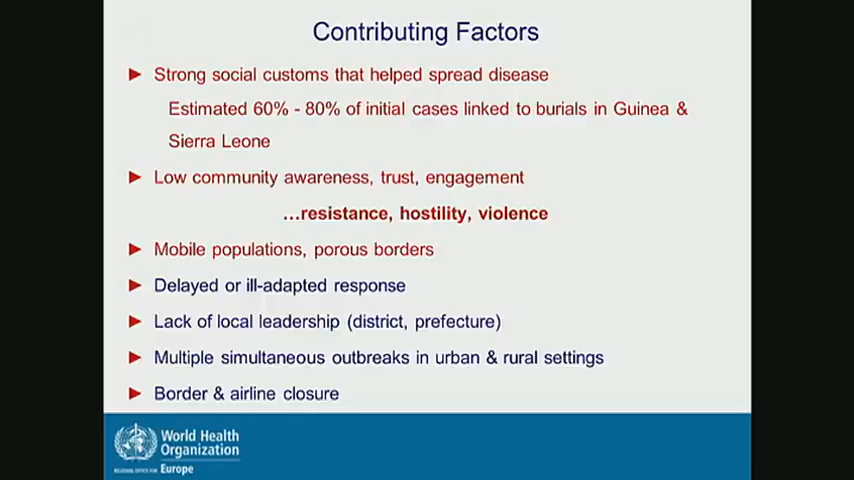 Contributing Factors
► Strong social customs that helped spread disease
Estimated 60% - 80% of initial cases linked to burials in Guinea &
Sierra Leone
► Low community awareness, trust, engagement
...resistance, hostility, violence
► Mobile populations, porous borders
► Delayed or ill-adapted response
► Lack of local leadership (district, prefecture)
► Multiple simultaneous outbreaks in urban & rural settings
► Border & airline closure
World Health
Organization
REGIONAL OFFICE FOR Europe